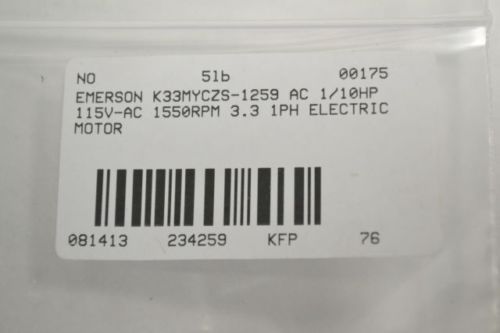 NO 5lb 00175
EMERSON K33MYCZS-1259 AC 1/10HP
115V-AC 1550RPM 3.3 1PH ELECTRIC
MOTOR
081413 234259 KFP 76